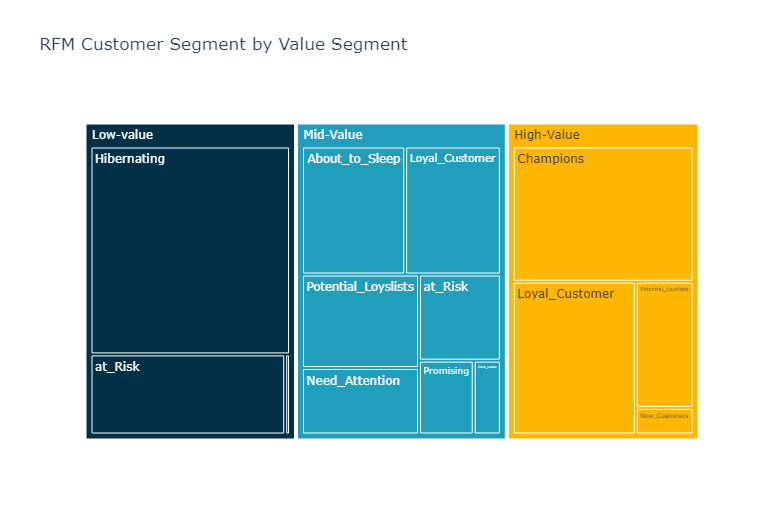 RFM Customer Segment by Value Segment
Low-value
Hibernating
at_Risk
Mid-Value
About_to_Sleep
Loyal_Customer
Potential_Loyslists
at_Risk
Need_Attention
Promising
High-Value
Champions
Loyal_Customer
Potential_Loyslists
New_Customers